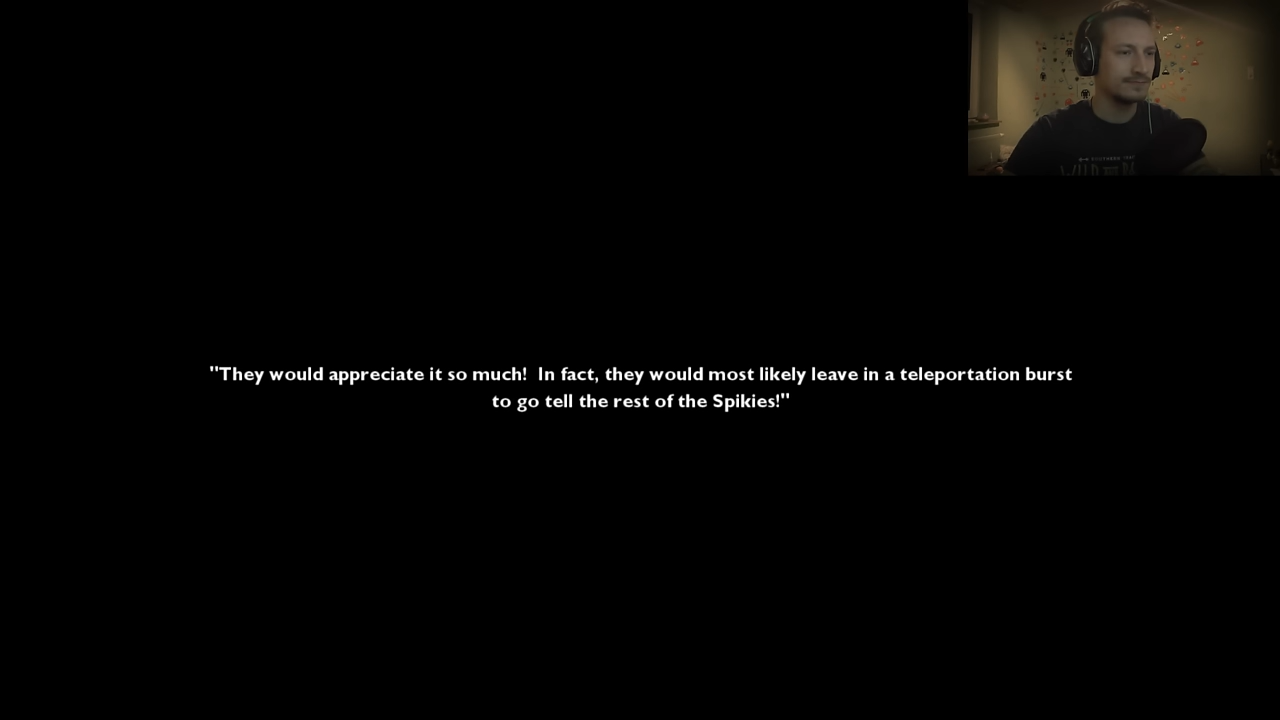 "They would appreciate it so much!  In fact, they would most likely leave in a teleportation burst
to go tell the rest of the Spikies!"